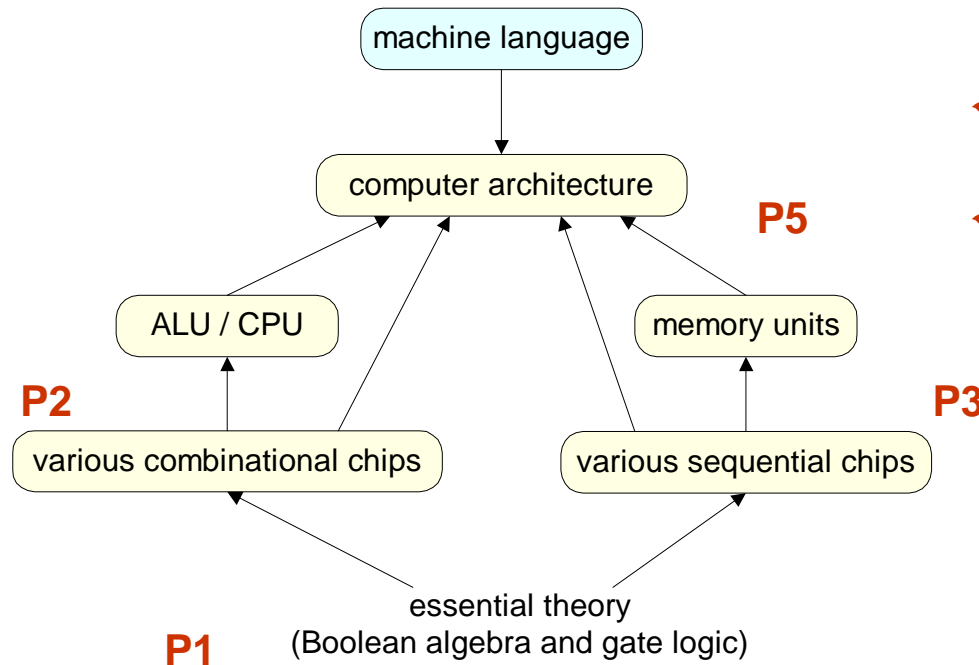 machine language
computer architecture
P5
ALU / CPU
memory units
P2
P3
various combinational chips
various sequential chips
essential theory
(Boolean algebra and gate logic)
P1